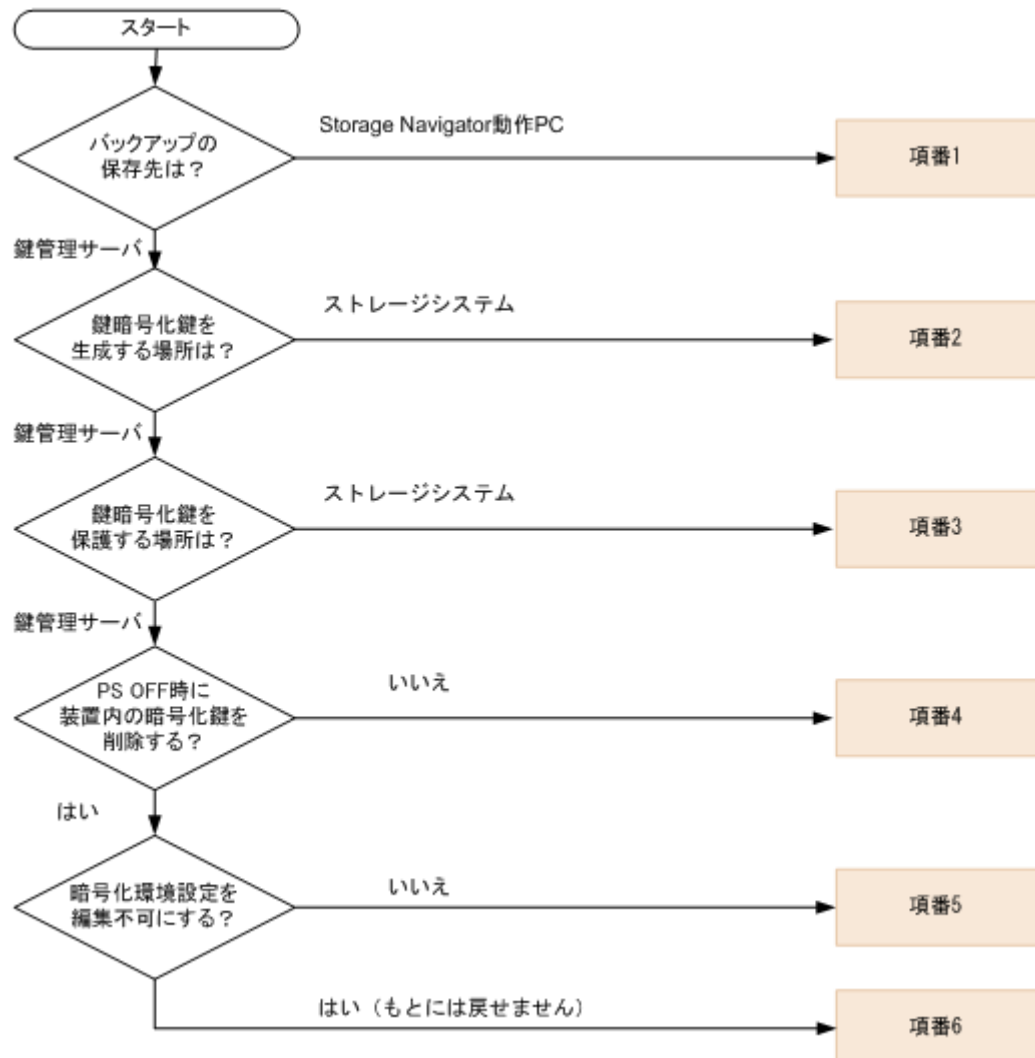 スタート
バックアップの
保存先は？
Storage Navigator動作PC
項番1
鍵管理サーバ
鍵暗号化鍵を
生成する場所は？
ストレージシステム
項番2
鍵管理サーバ
鍵暗号化鍵を
保護する場所は？
ストレージシステム
項番3
鍵管理サーバ
PS OFF時に
装置内の暗号化鍵を
削除する？
いいえ
項番4
はい
暗号化環境設定を
編集不可にする？
いいえ
項番5
はい（もとには戻せません）
項番6